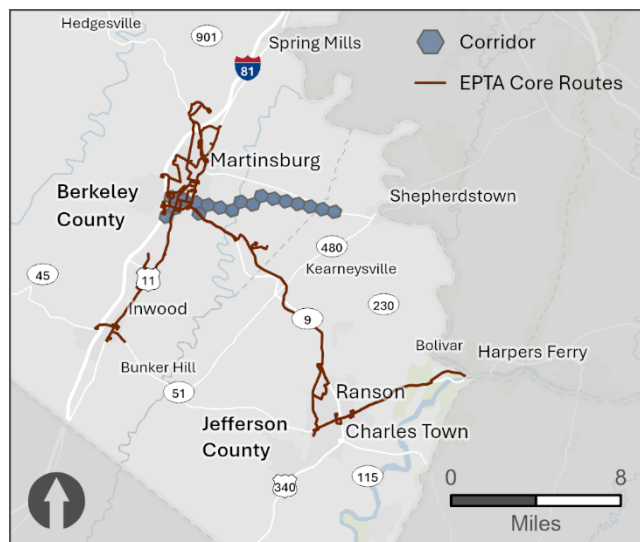 Hedgesville
901
Spring Mills
81
Corridor
EPTA Core Routes
Martinsburg
Berkeley
County
Shepherdstown
480
Kearneysville
45
11
230
Inwood
9
Bolivar
Harpers Ferry
Bunker Hill
51
Ranson
Jefferson
County
Charles Town
340
115
0
8
Miles